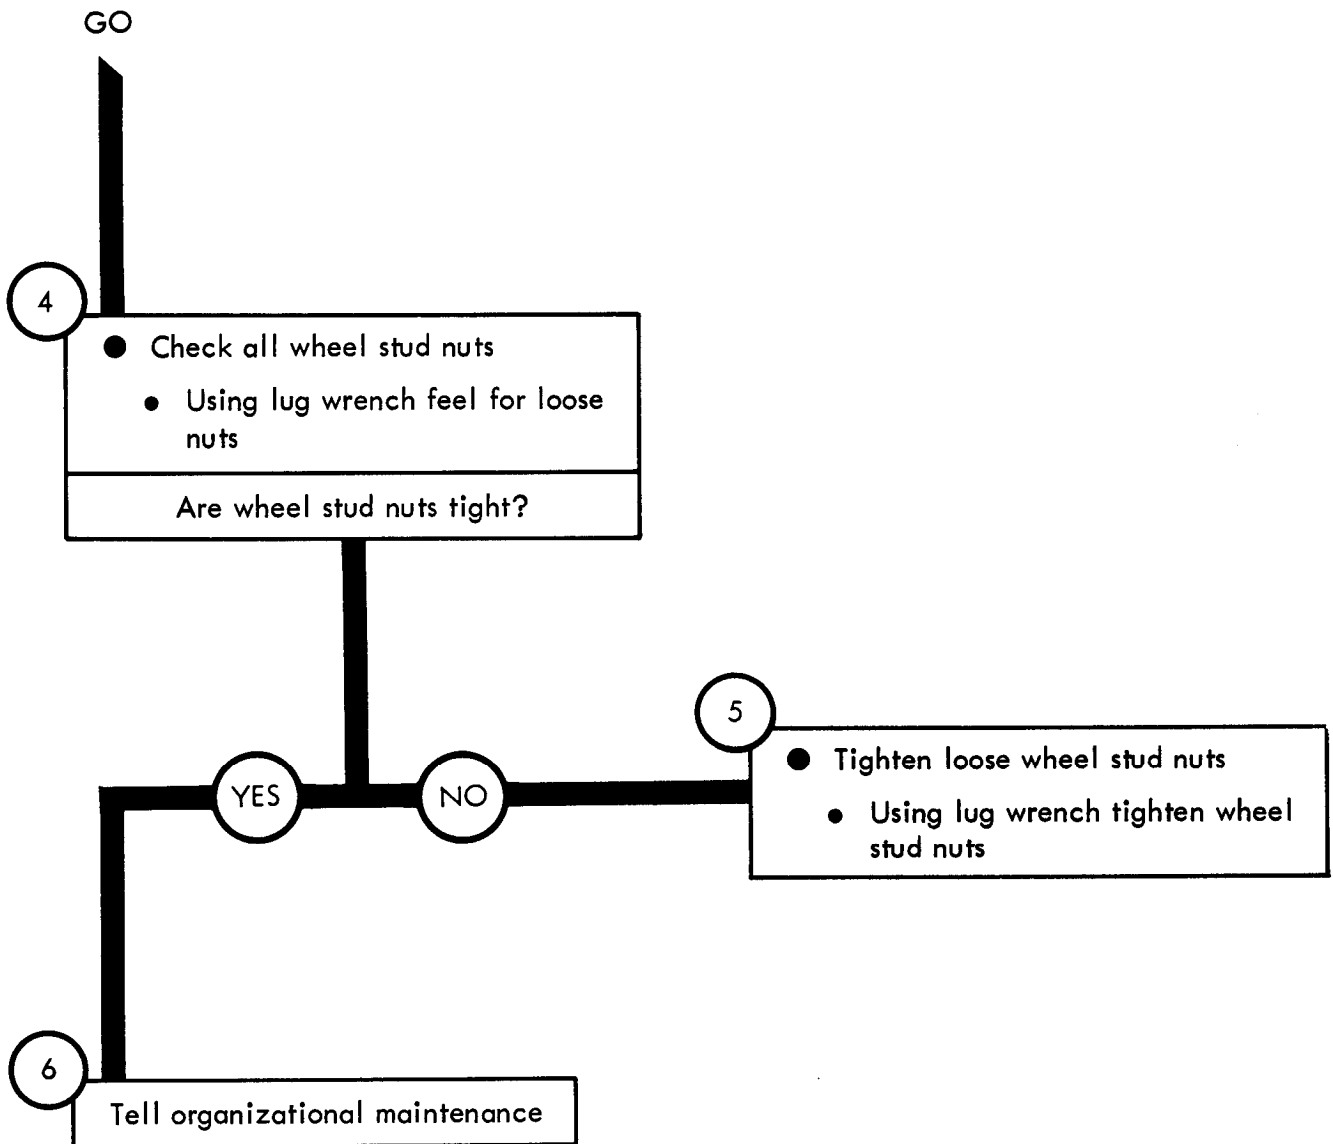 GO
4
● Check all wheel stud nuts
● Using lug wrench feel for loose
nuts
Are wheel stud nuts tight?
YES
NO
5
● Tighten loose wheel stud nuts
● Using lug wrench tighten wheel
stud nuts
6
Tell organizational maintenance